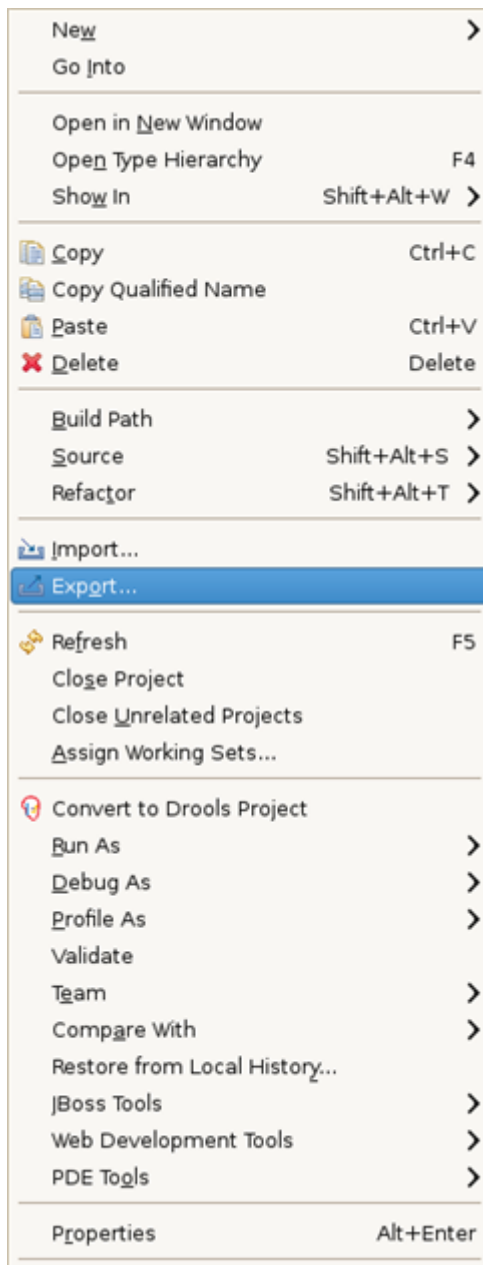 New
Go Into
Open in New Window
Open Type Hierarchy F4
Show In Shift+Alt+W
Copy Ctrl+C
Copy Qualified Name
Paste Ctrl+V
Delete Delete
Build Path
Source Shift+Alt+S
Refactor Shift+Alt+T
Import...
Export...
Refresh F5
Close Project
Close Unrelated Projects
Assign Working Sets...
Convert to Drools Project
Run As
Debug As
Profile As
Validate
Team
Compare With
Restore from Local History...
JBoss Tools
Web Development Tools
PDE Tools
Properties Alt+Enter